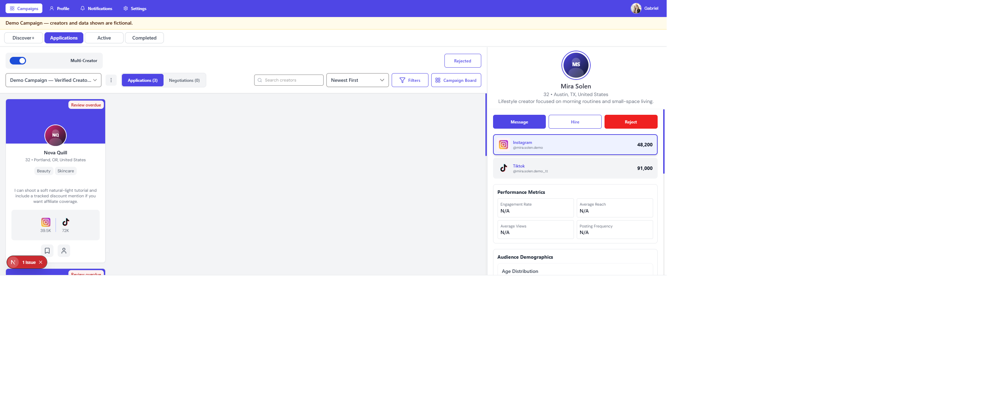 Campaigns Profile Notifications Settings Gabriel
Demo Campaign — creators and data shown are fictional.
Discover+ Applications Active Completed
Multi-Creator Rejected
Demo Campaign — Verified Creato... Applications (3) Negotiations (0) Search creators Newest First Filters Campaign Board
Review overdue
NQ
Nova Quill
32 • Portland, OR, United States
Beauty Skincare
I can shoot a soft natural-light tutorial and
include a tracked discount mention if you
want affiliate coverage.
39.5K 72K
N 1 Issue
Review overdue
MS
Mira Solen
32 • Austin, TX, United States
Lifestyle creator focused on morning routines and small-space living.
Message Hire Reject
Instagram
@mira.solen.demo
48,200
Tiktok
@mira.solen.demo_tt
91,000
Performance Metrics
Engagement Rate Average Reach
N/A N/A
Average Views Posting Frequency
N/A N/A
Audience Demographics
Age Distribution